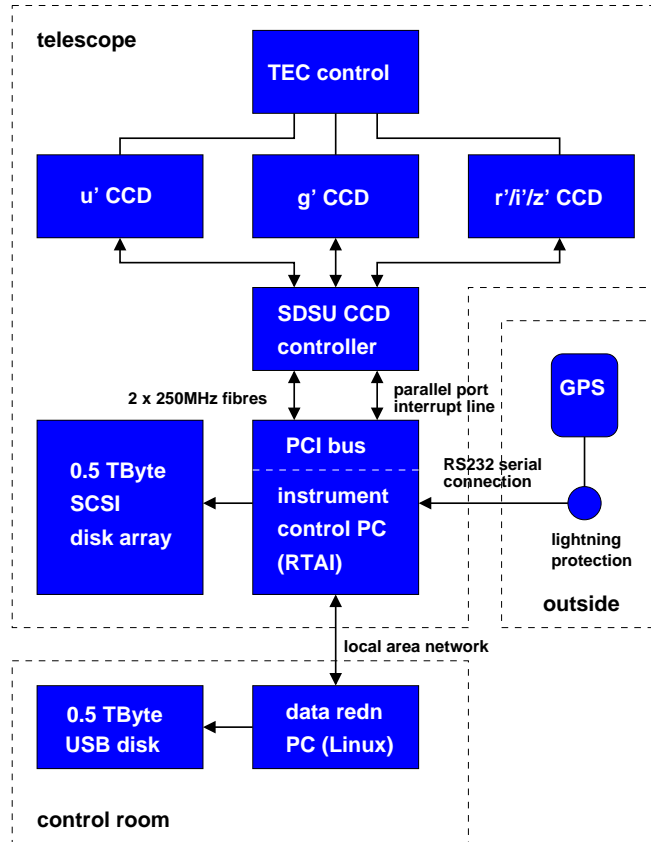 telescope
TEC control
u' CCD
g' CCD
r'/i'/z' CCD
SDSU CCD
controller
2 x 250MHz fibres
parallel port
interrupt line
GPS
0.5 TByte
SCSI
disk array
PCI bus
instrument
control PC
(RTAI)
RS232 serial
connection
lightning
protection
outside
local area network
0.5 TByte
USB disk
data redn
PC (Linux)
control room